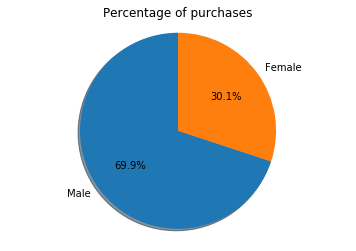 Percentage of purchases
Female
30.1%
69.9%
Male